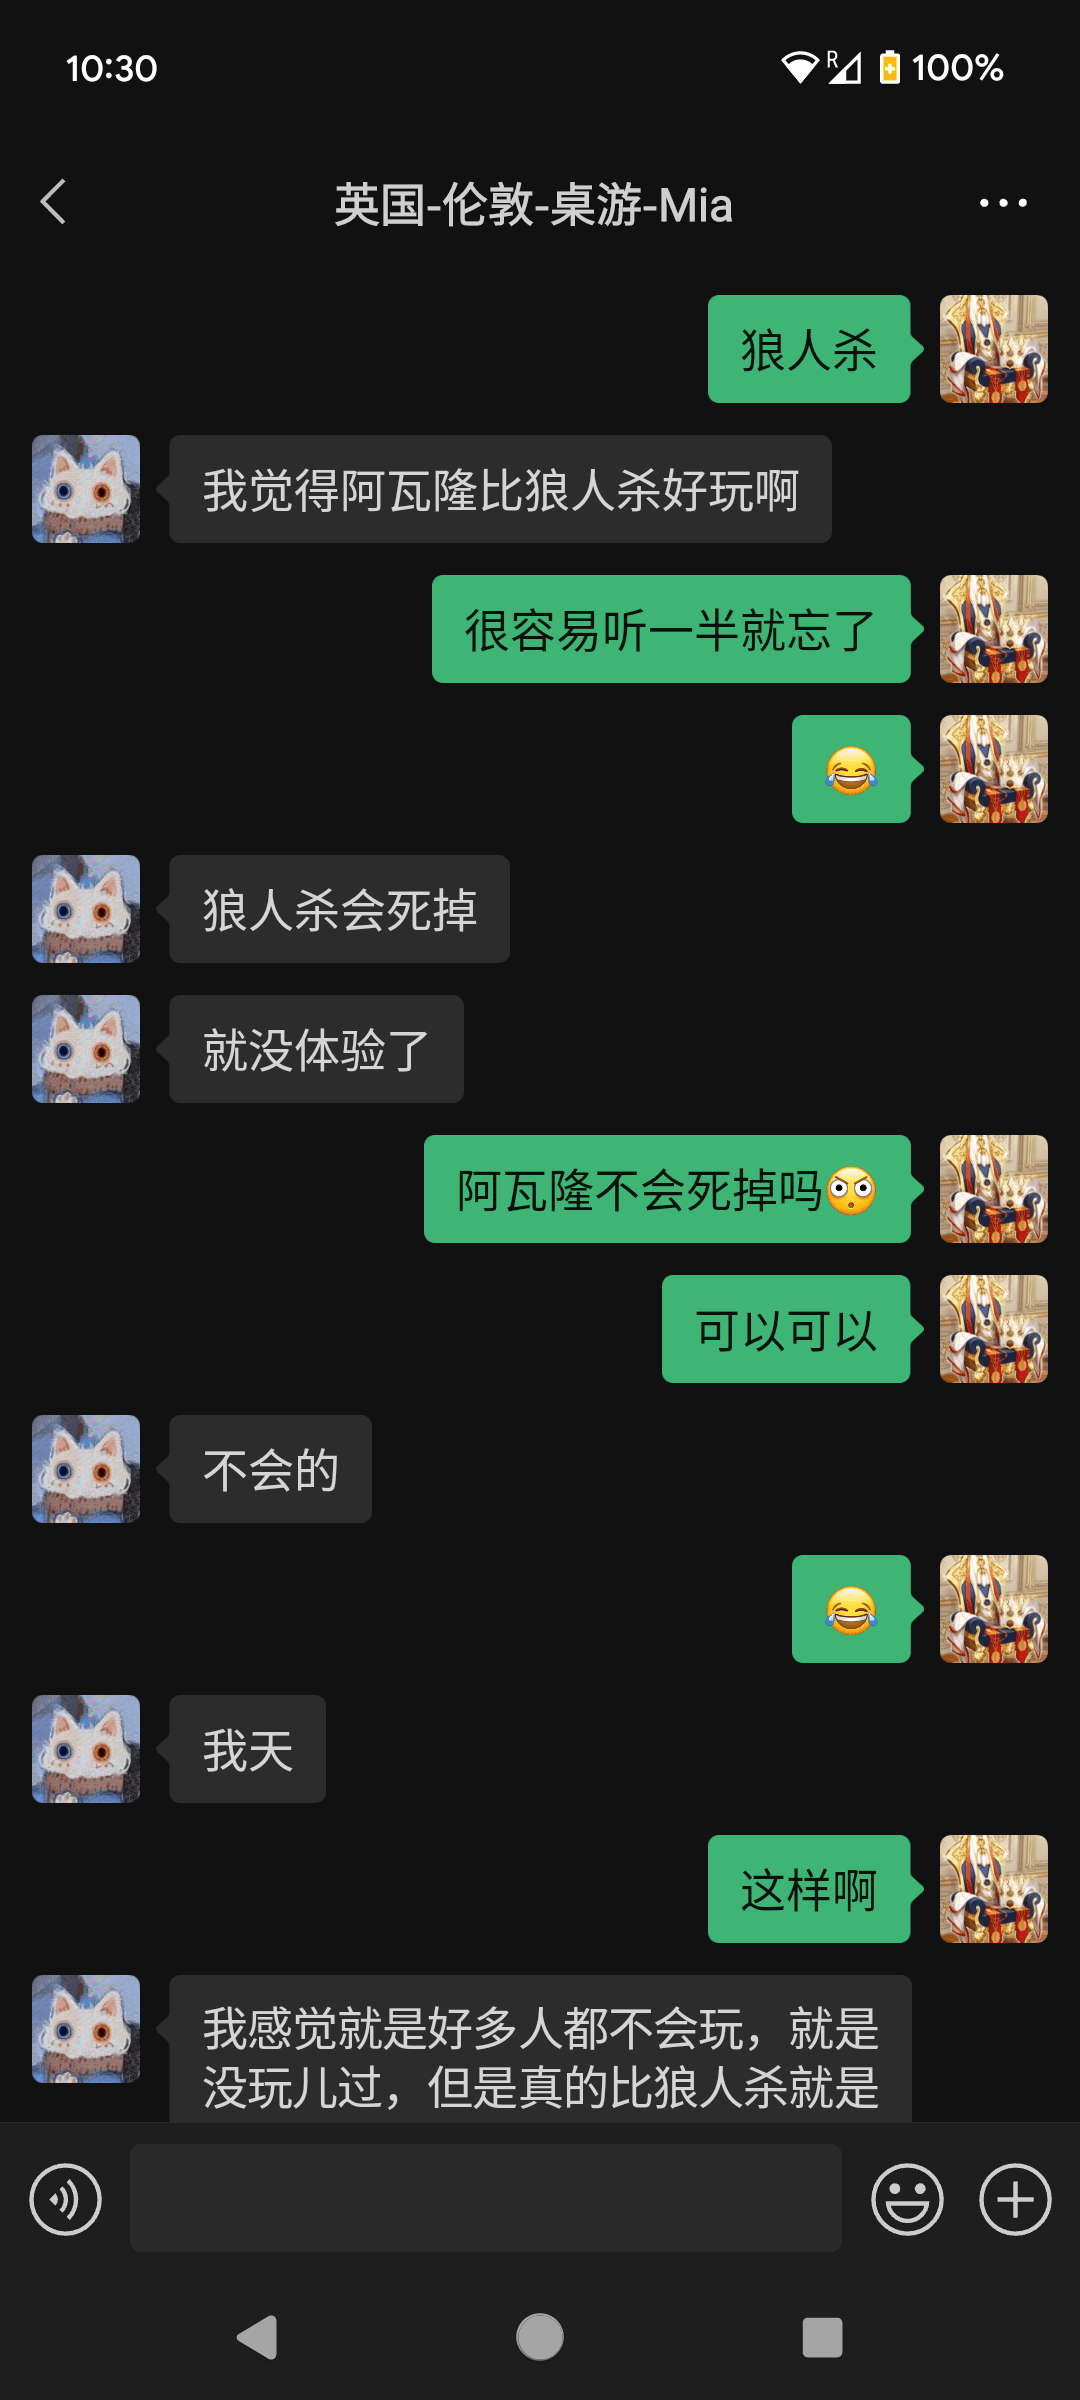 10:30
R
100%
英国-伦敦-桌游-Mia
狼人杀
我觉得阿瓦隆比狼人杀好玩啊
很容易听一半就忘了
😂
狼人杀会死掉
就没体验了
阿瓦隆不会死掉吗🙄
可以可以
不会的
😂
我天
这样啊
我感觉就是好多人都不会玩，就是
没玩儿过，但是真的比狼人杀就是